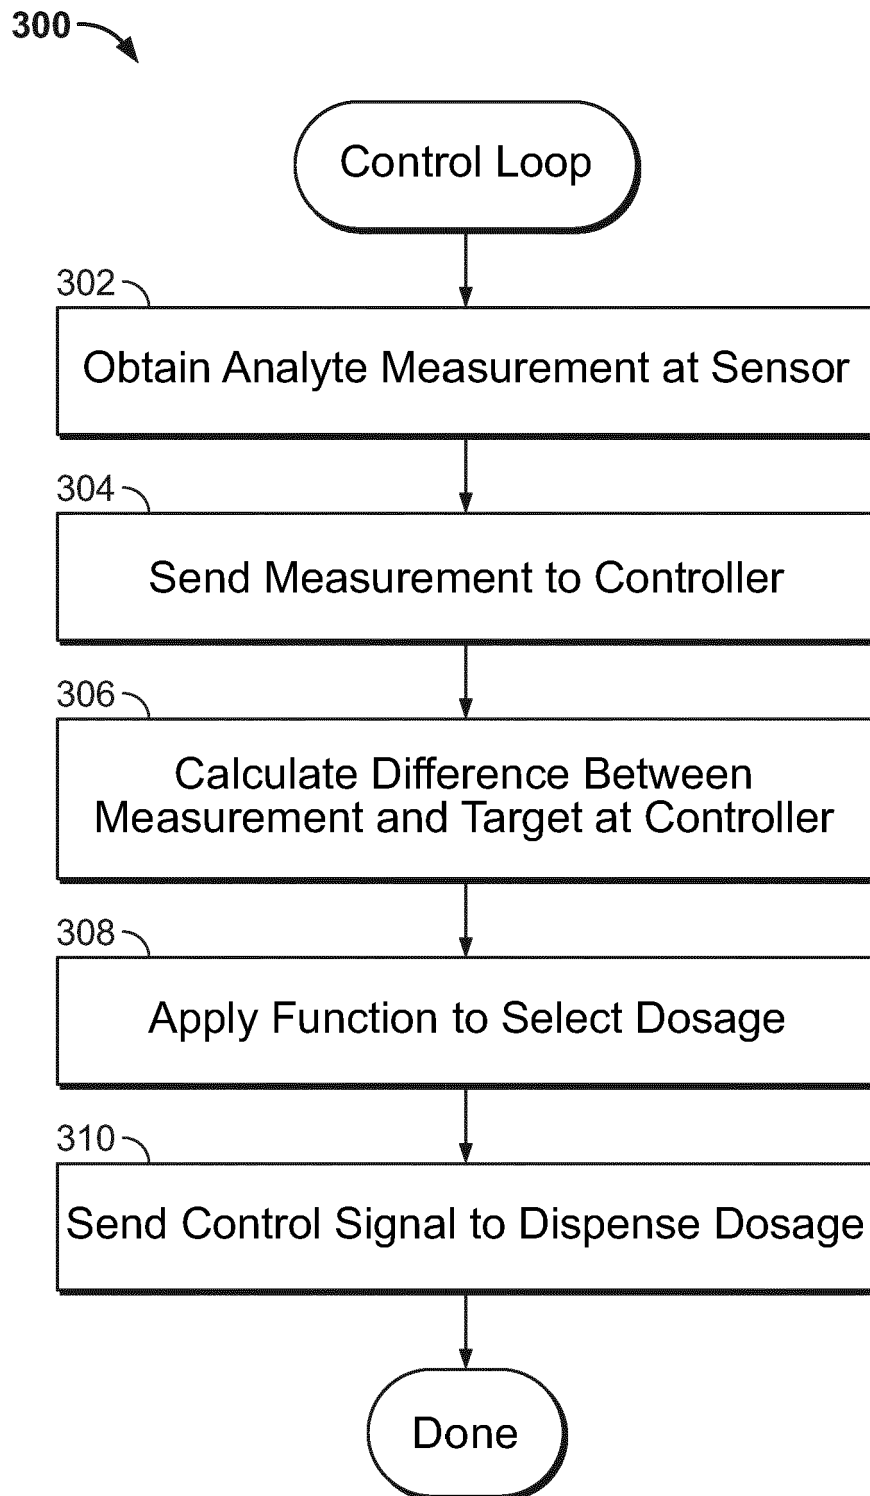 300
Control Loop
302
Obtain Analyte Measurement at Sensor
304
Send Measurement to Controller
306
Calculate Difference Between
Measurement and Target at Controller
308
Apply Function to Select Dosage
310
Send Control Signal to Dispense Dosage
Done